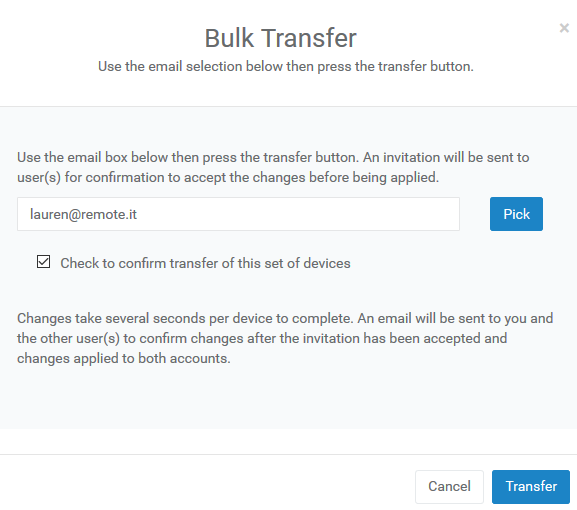 Bulk Transfer
Use the email selection below then press the transfer button.
Use the email box below then press the transfer button. An invitation will be sent to
user(s) for confirmation to accept the changes before being applied.
lauren@remote.it
Pick
Check to confirm transfer of this set of devices
Changes take several seconds per device to complete. An email will be sent to you and
the other user(s) to confirm changes after the invitation has been accepted and
changes applied to both accounts.
Cancel
Transfer